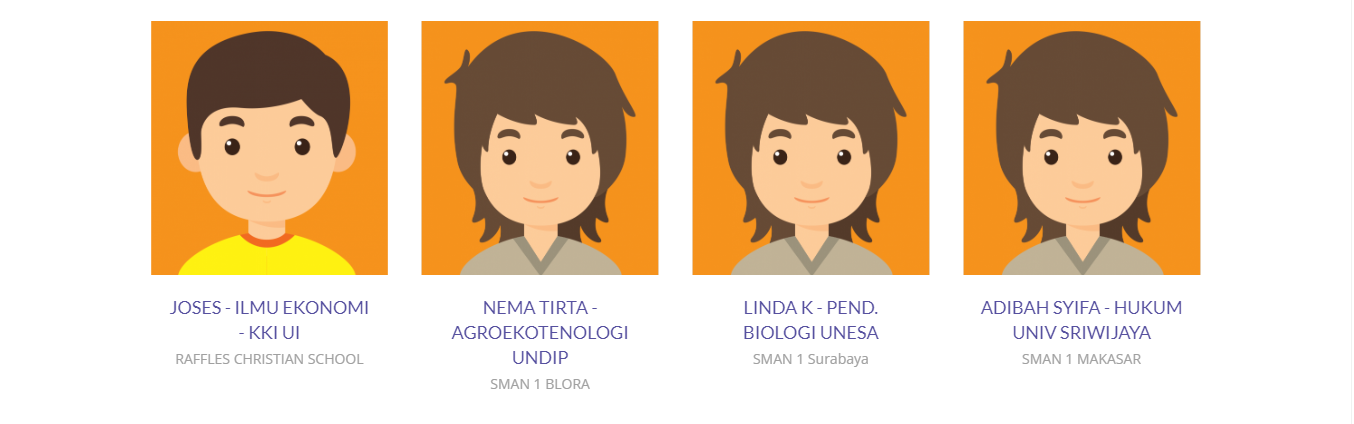 JOSES - ILMU EKONOMI
- KKI UI
RAFFLES CHRISTIAN SCHOOL
NEMA TIRTA -
AGROEKOTENOLOGI
UNDIP
SMAN 1 BLORA
LINDA K - PEND.
BIOLOGI UNESA
SMAN 1 Surabaya
ADIBAH SYIFA - HUKUM
UNIV SRIWIJAYA
SMAN 1 MAKASAR